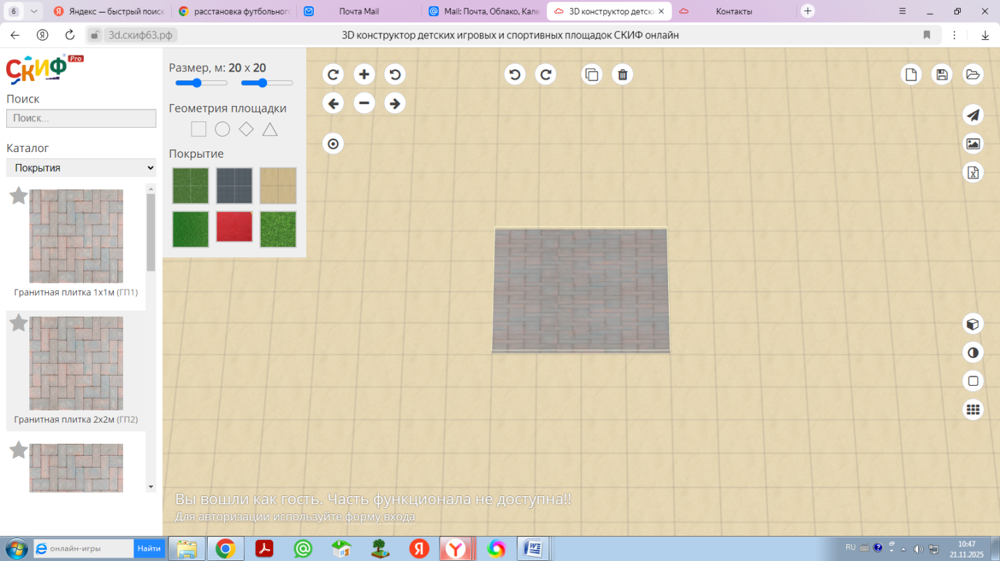 6
Яндекс — быстрый поиск
расстановка футбольног
Почта Mail
Mail: Почта, Облако, Кале
3D конструктор детски
Контакты
3d.скиф63.рф
3D конструктор детских игровых и спортивных площадок СКИФ онлайн
СКИФ Pro
Поиск
Поиск...
Каталог
Покрытия
Гранитная плитка 1х1м (ГП1)
Гранитная плитка 2х2м (ГП2)
Размер, м: 20 x 20
Геометрия площадки
Покрытие
Вы вошли как гость. Часть функционала не доступна!!
Для авторизации используйте форму входа
онлайн-игры
Найти
RU
10:47
21.11.2025